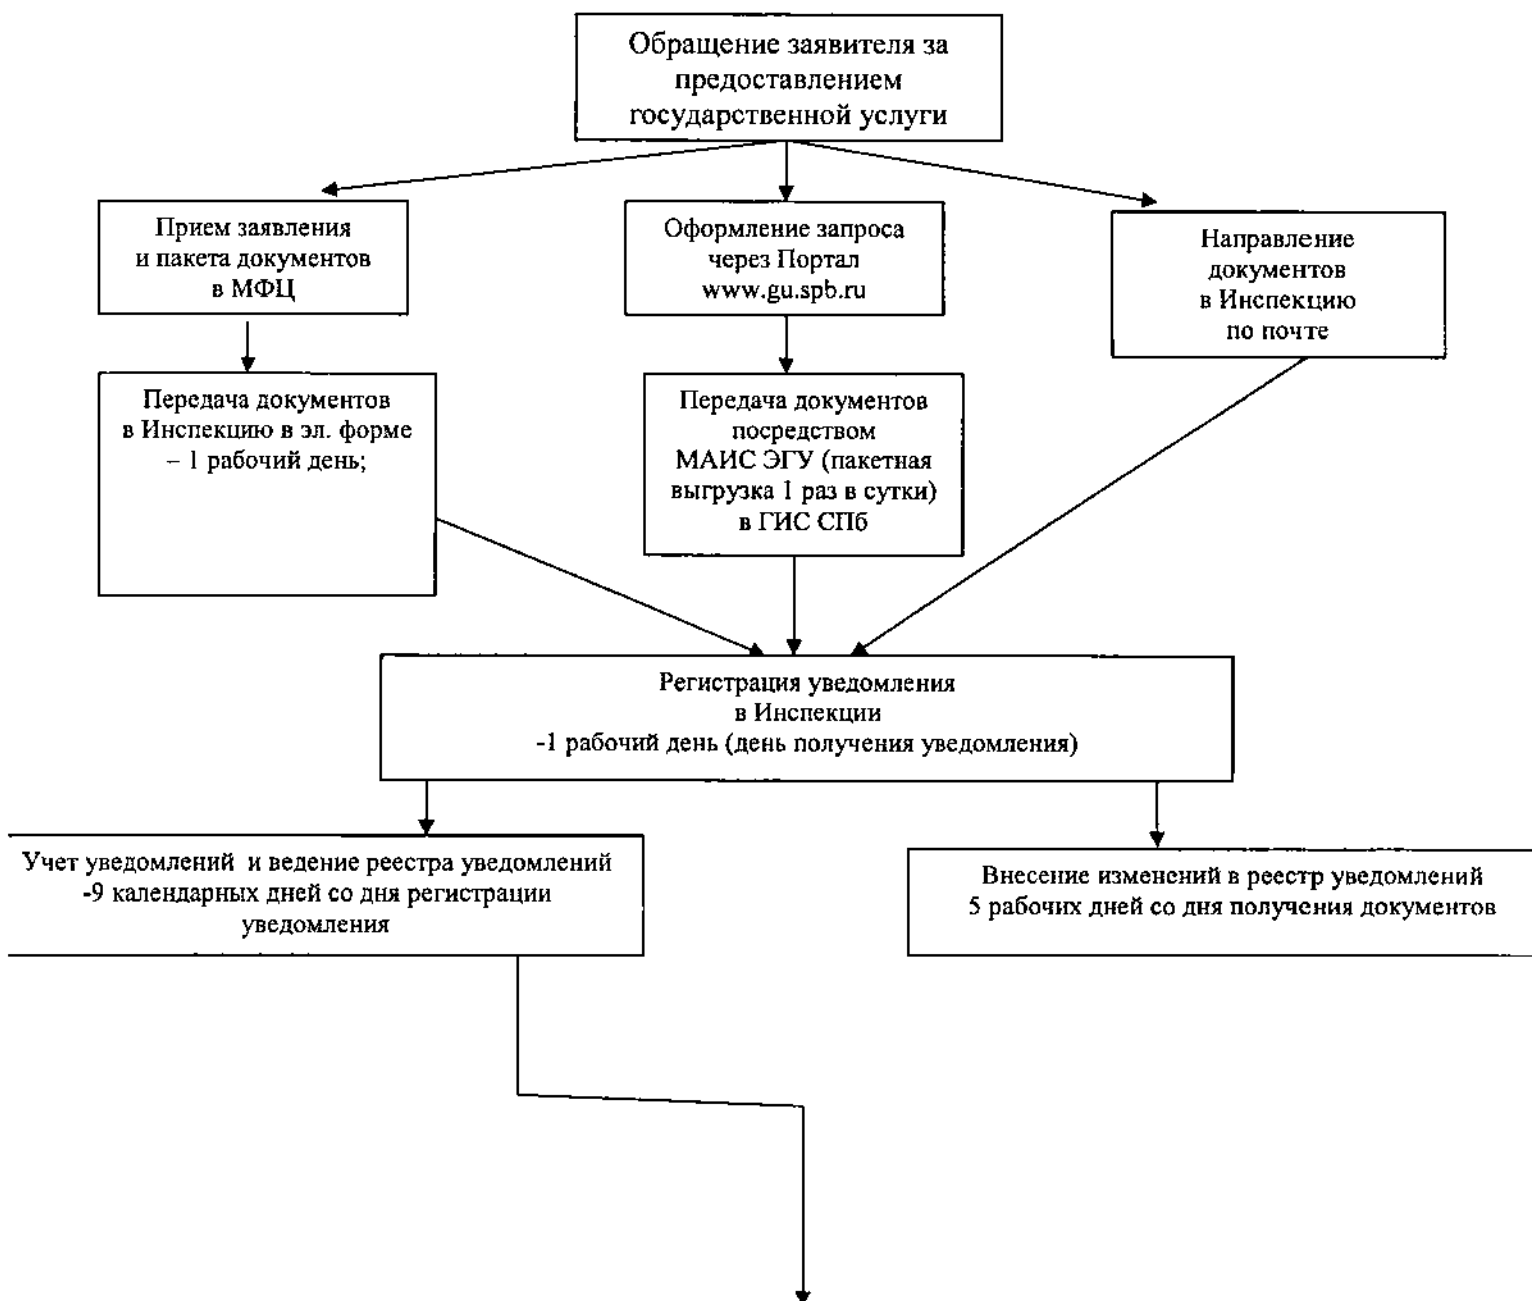 Обращение заявителя за
предоставлением
государственной услуги
Прием заявления
и пакета документов
в МФЦ
Оформление запроса
через Портал
www.gu.spb.ru
Направление
документов
в Инспекцию
по почте
Передача документов
в Инспекцию в эл. форме
– 1 рабочий день;
Передача документов
посредством
МАИС ЭГУ (пакетная
выгрузка 1 раз в сутки)
в ГИС СПб
Регистрация уведомления
в Инспекции
-1 рабочий день (день получения уведомления)
Учет уведомлений и ведение реестра уведомлений
-9 календарных дней со дня регистрации
уведомления
Внесение изменений в реестр уведомлений
5 рабочих дней со дня получения документов